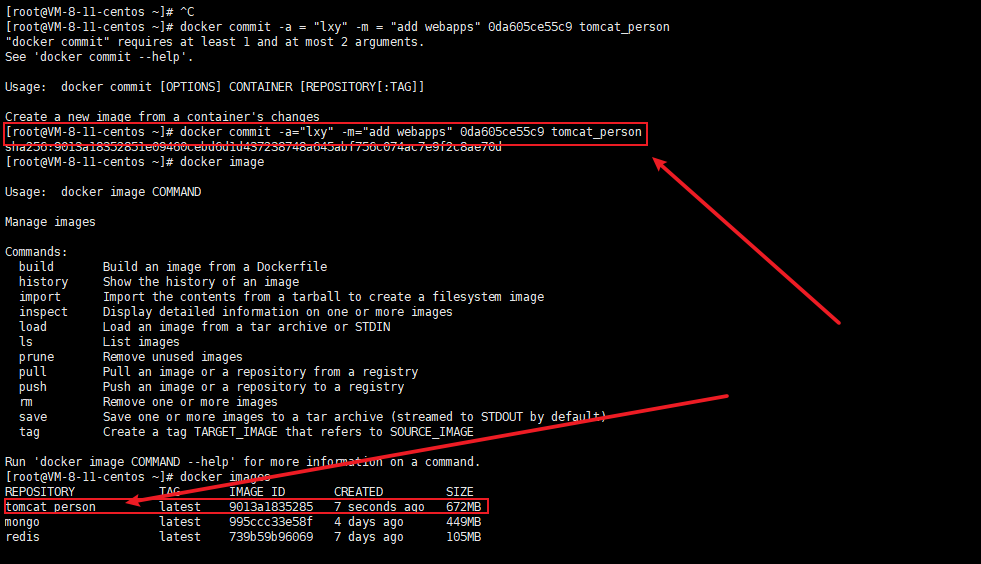 [root@VM-8-11-centos ~]# ^C
[root@VM-8-11-centos ~]# docker commit -a = "lxy" -m = "add webapps" 0da605ce55c9 tomcat_person
"docker commit" requires at least 1 and at most 2 arguments.
See 'docker commit --help'.
Usage:  docker commit [OPTIONS] CONTAINER [REPOSITORY[:TAG]]
Create a new image from a container's changes
[root@VM-8-11-centos ~]# docker commit -a="lxy" -m="add webapps" 0da605ce55c9 tomcat_person
[root@VM-8-11-centos ~]# docker image
Usage:  docker image COMMAND
Manage images
Commands:
  build       Build an image from a Dockerfile
  history     Show the history of an image
  import      Import the contents from a tarball to create a filesystem image
  inspect     Display detailed information on one or more images
  load        Load an image from a tar archive or STDIN
  ls          List images
  prune       Remove unused images
  pull        Pull an image or a repository from a registry
  push        Push an image or a repository to a registry
  rm          Remove one or more images
  save        Save one or more images to a tar archive (streamed to STDOUT by default)
  tag         Create a tag TARGET_IMAGE that refers to SOURCE_IMAGE
Run 'docker image COMMAND --help' for more information on a command.
[root@VM-8-11-centos ~]# docker images
REPOSITORY            TAG       IMAGE ID       CREATED         SIZE
tomcat_person         latest    9013a1835285   7 seconds ago   672MB
mongo                 latest    995ccc33e58f   4 days ago      449MB
redis                 latest    739b59b96069   7 days ago      105MB